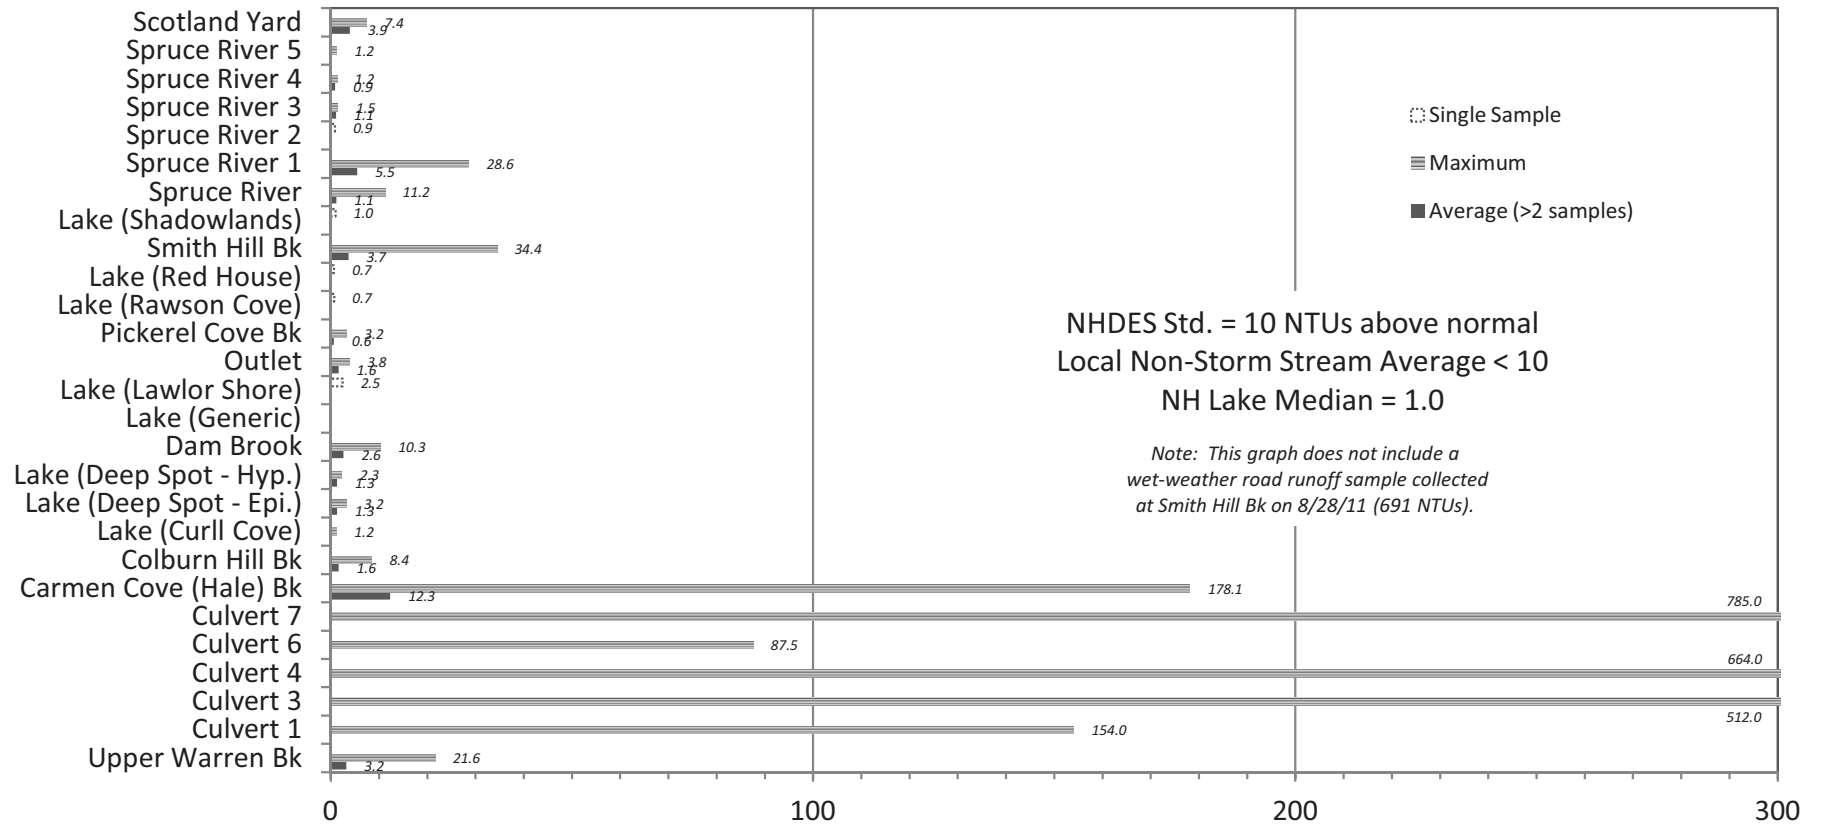 Scotland Yard
7.4
3.9
Spruce River 5
1.2
Spruce River 4
1.2
0.9
Spruce River 3
1.5
1.1
Spruce River 2
0.9
Spruce River 1
28.6
5.5
Spruce River
11.2
1.1
Lake (Shadowlands)
1.0
Smith Hill Bk
34.4
3.7
Lake (Red House)
0.7
Lake (Rawson Cove)
0.7
Pickerel Cove Bk
3.2
0.6
Outlet
3.8
1.6
Lake (Lawlor Shore)
2.5
Lake (Generic)
Dam Brook
10.3
2.6
Lake (Deep Spot - Hyp.)
2.3
1.3
Lake (Deep Spot - Epi.)
3.2
1.3
Lake (Curll Cove)
1.2
Colburn Hill Bk
8.4
1.6
Carmen Cove (Hale) Bk
178.1
12.3
Culvert 7
785.0
Culvert 6
87.5
Culvert 4
664.0
Culvert 3
512.0
Culvert 1
154.0
Upper Warren Bk
21.6
3.2
0
100
200
300
Single Sample
Maximum
Average (>2 samples)
NHDES Std. = 10 NTUs above normal
Local Non-Storm Stream Average < 10
NH Lake Median = 1.0
Note: This graph does not include a
wet-weather road runoff sample collected
at Smith Hill Bk on 8/28/11 (691 NTUs).